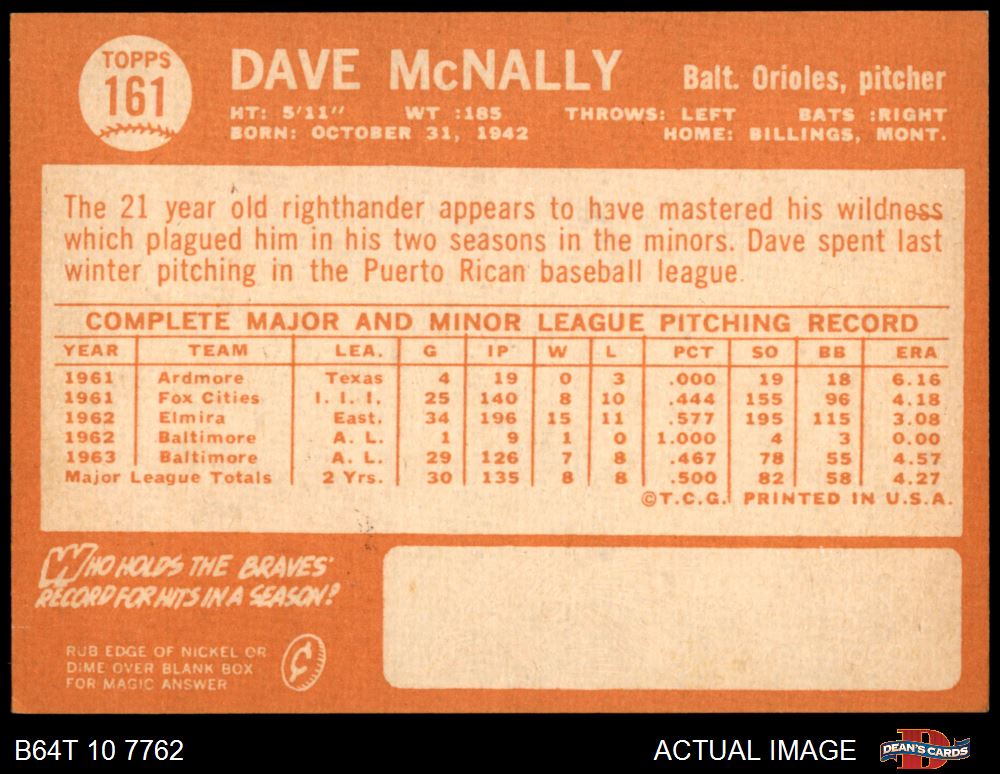 TOPPS
161
DAVE McNALLY
Balt. Orioles, pitcher
HT: 5'11" WT :185 THROWS: LEFT BATS :RIGHT
BORN: OCTOBER 31, 1942 HOME: BILLINGS, MONT.
The 21 year old righthander appears to have mastered his wildness
which plagued him in his two seasons in the minors. Dave spent last
winter pitching in the Puerto Rican baseball league.
COMPLETE MAJOR AND MINOR LEAGUE PITCHING RECORD
YEAR TEAM LEA. G IP W L PCT SO BB ERA
1961 Ardmore Texas 4 19 0 3 .000 19 18 6.16
1961 Fox Cities I. I. I. 25 140 8 10 .444 155 96 4.18
1962 Elmira East. 34 196 15 11 .577 195 115 3.08
1962 Baltimore A. L. 1 9 1 0 1.000 4 3 0.00
1963 Baltimore A. L. 29 126 7 8 .467 78 55 4.57
Major League Totals 2 Yrs. 30 135 8 8 .500 82 58 4.27
©T.C.G. PRINTED IN U.S.A.
WHO HOLDS THE BRAVES'
RECORD FOR HITS IN A SEASON?
RUB EDGE OF NICKEL OR
DIME OVER BLANK BOX
FOR MAGIC ANSWER
¢
B64T 10 7762 ACTUAL IMAGE
D
DEAN'S CARDS